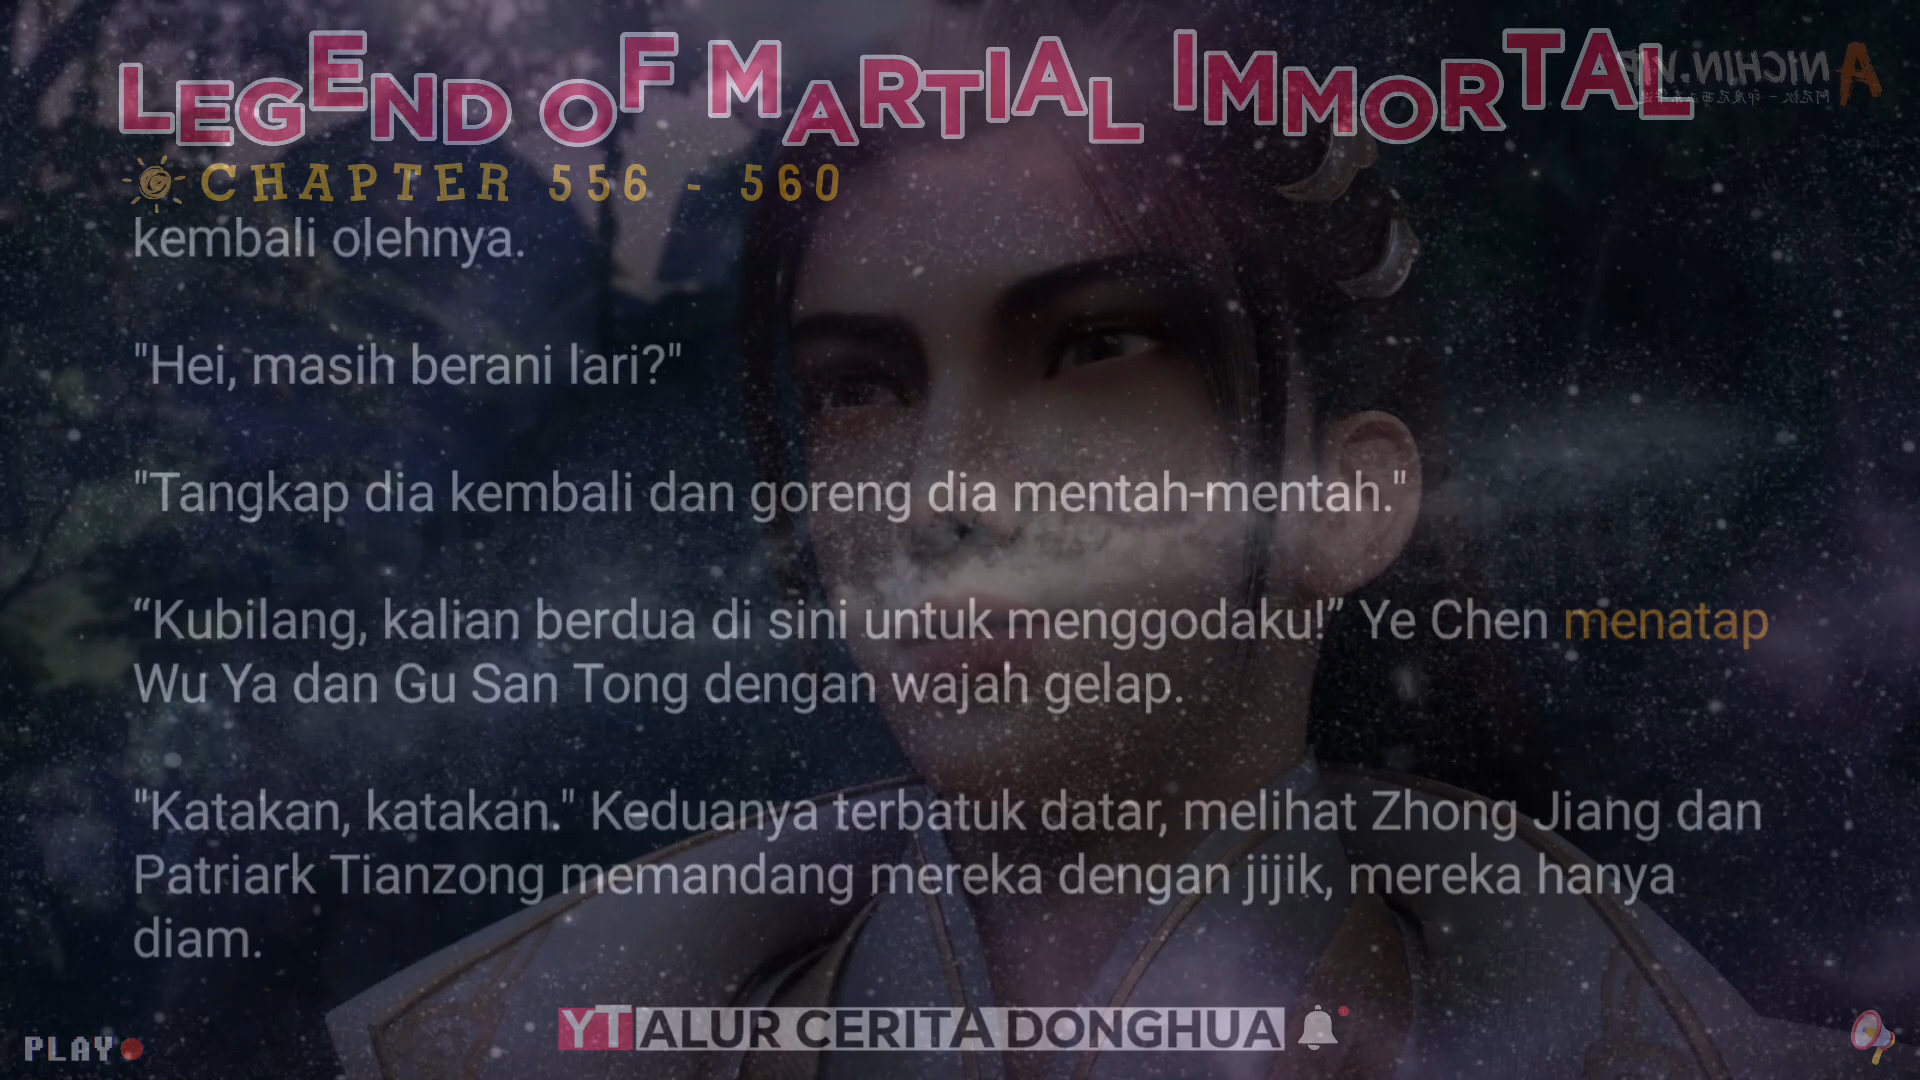 LEGEND OF MARTIAL IMMORTAL
ANICHIN.VIP
CHAPTER 556 - 560
kembali olehnya.
"Hei, masih berani lari?"
"Tangkap dia kembali dan goreng dia mentah-mentah."
“Kubilang, kalian berdua di sini untuk menggodaku!” Ye Chen menatap
Wu Ya dan Gu San Tong dengan wajah gelap.
"Katakan, katakan." Keduanya terbatuk datar, melihat Zhong Jiang dan
Patriark Tianzong memandang mereka dengan jijik, mereka hanya
diam.
YT ALUR CERITA DONGHUA
PLAY